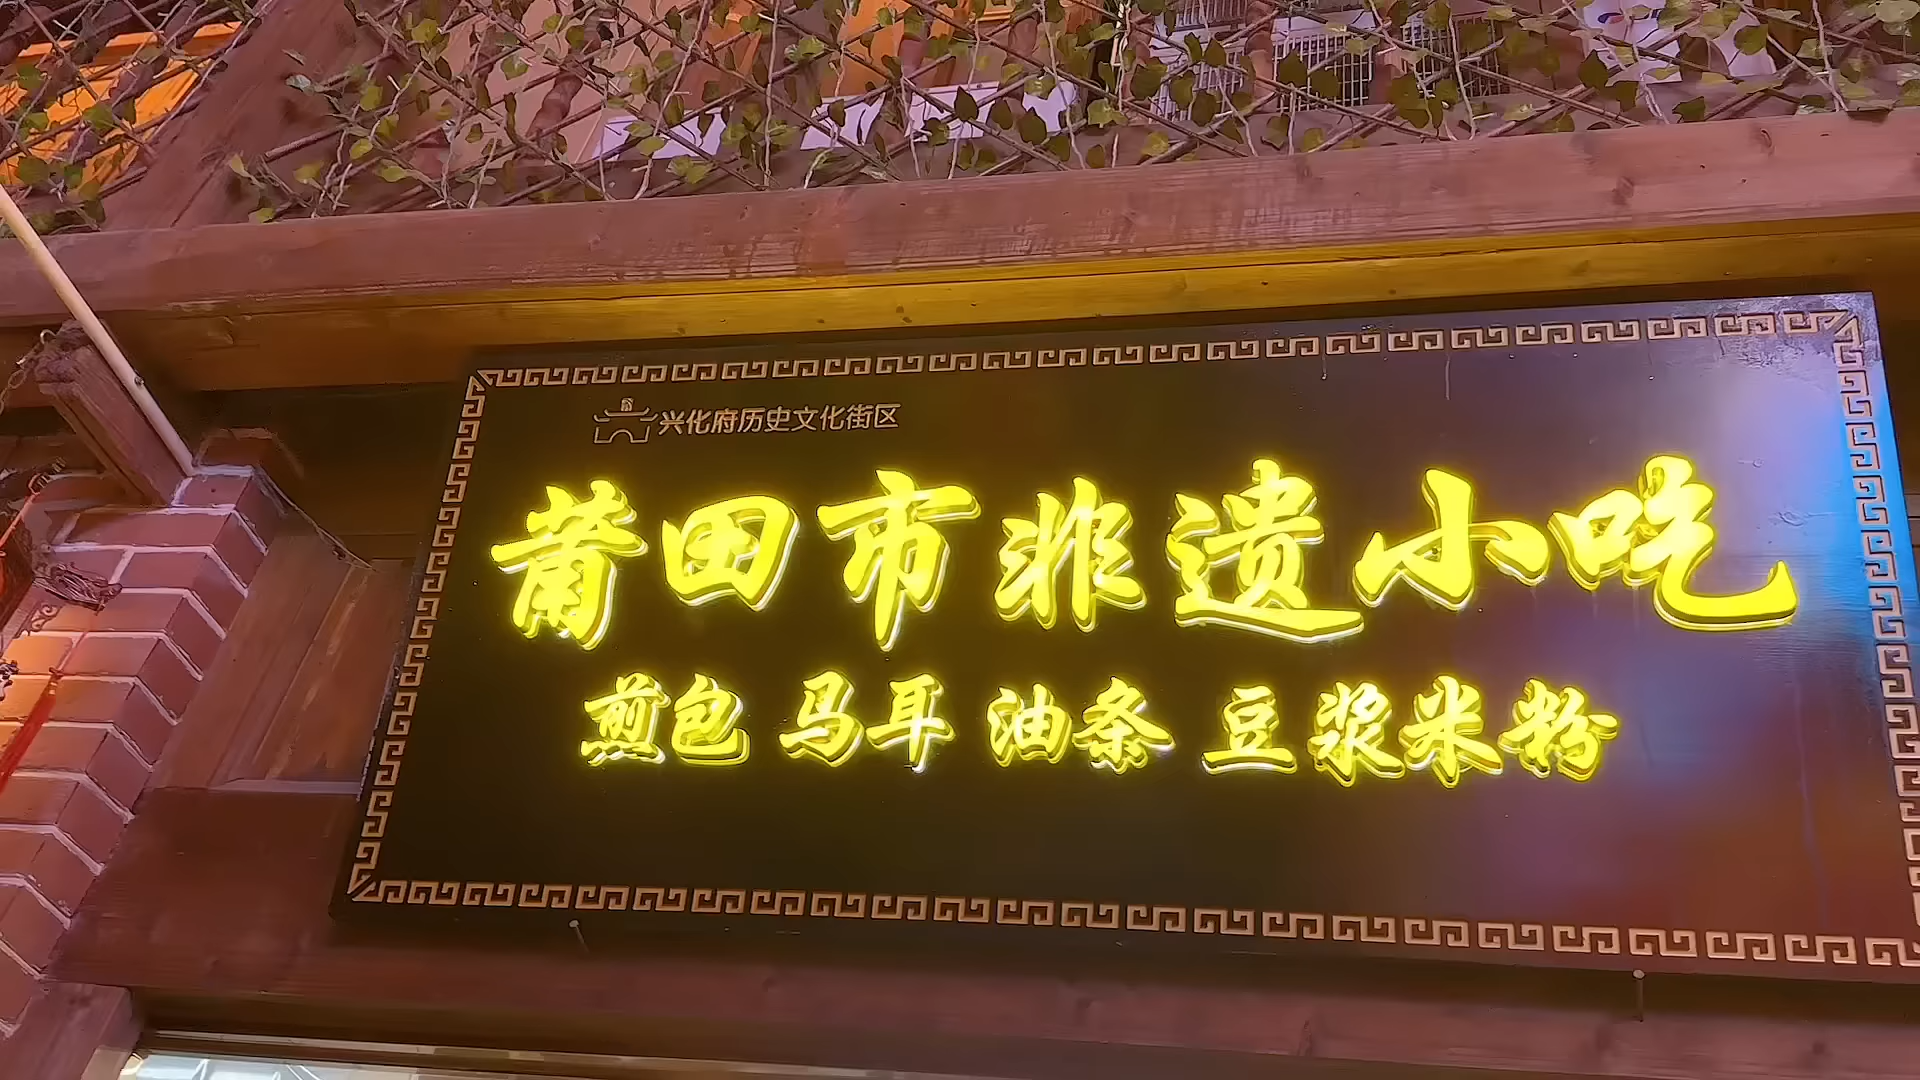 兴化府历史文化街区
莆田市非遗小吃
煎包 马耳 油条 豆浆米粉